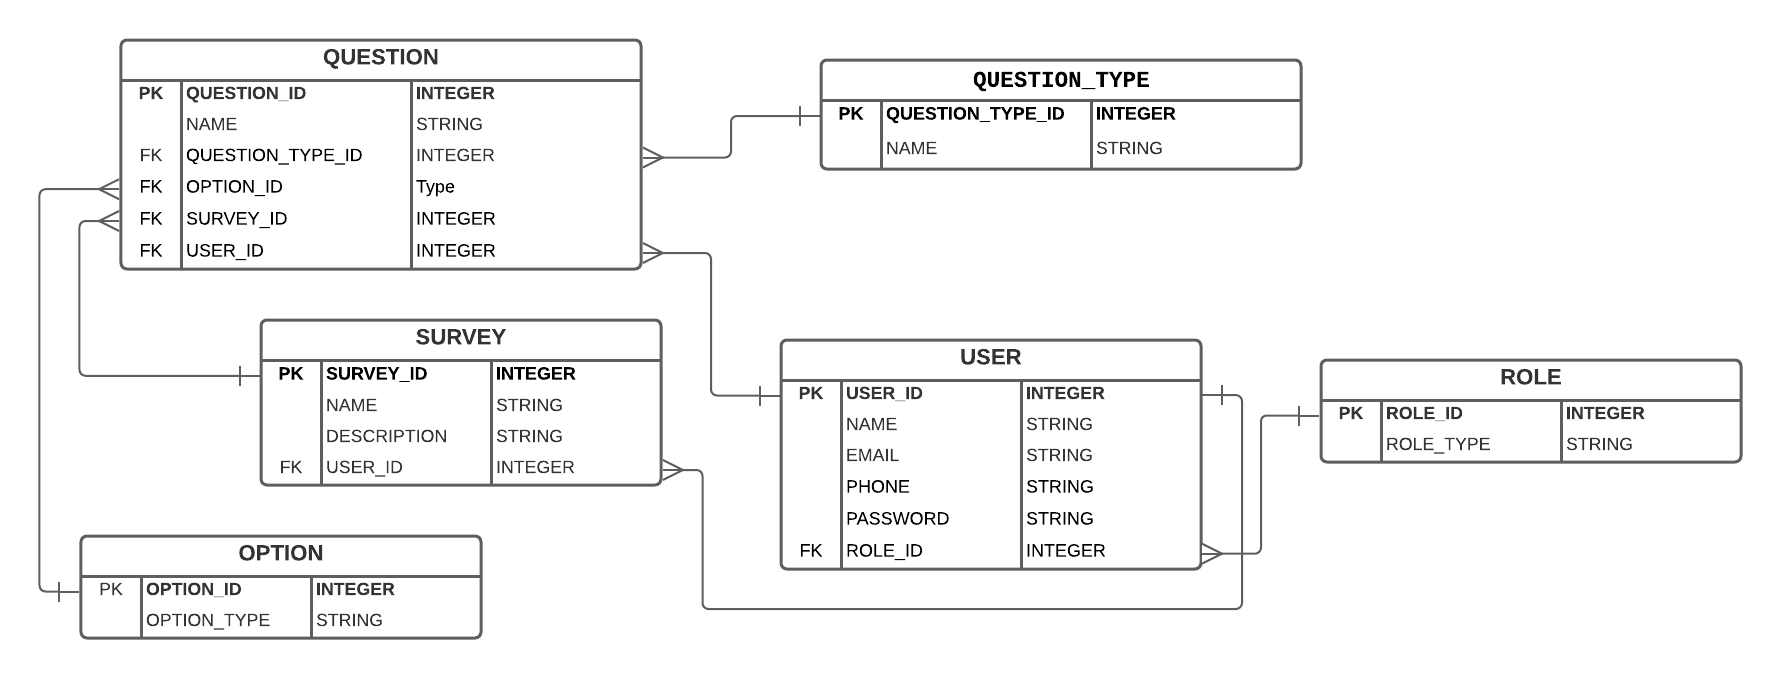 QUESTION
PK QUESTION_ID INTEGER
NAME STRING
FK QUESTION_TYPE_ID INTEGER
FK OPTION_ID Type
FK SURVEY_ID INTEGER
FK USER_ID INTEGER
QUESTION_TYPE
PK QUESTION_TYPE_ID INTEGER
NAME STRING
SURVEY
PK SURVEY_ID INTEGER
NAME STRING
DESCRIPTION STRING
FK USER_ID INTEGER
USER
PK USER_ID INTEGER
NAME STRING
EMAIL STRING
PHONE STRING
PASSWORD STRING
FK ROLE_ID INTEGER
ROLE
PK ROLE_ID INTEGER
ROLE_TYPE STRING
OPTION
PK OPTION_ID INTEGER
OPTION_TYPE STRING